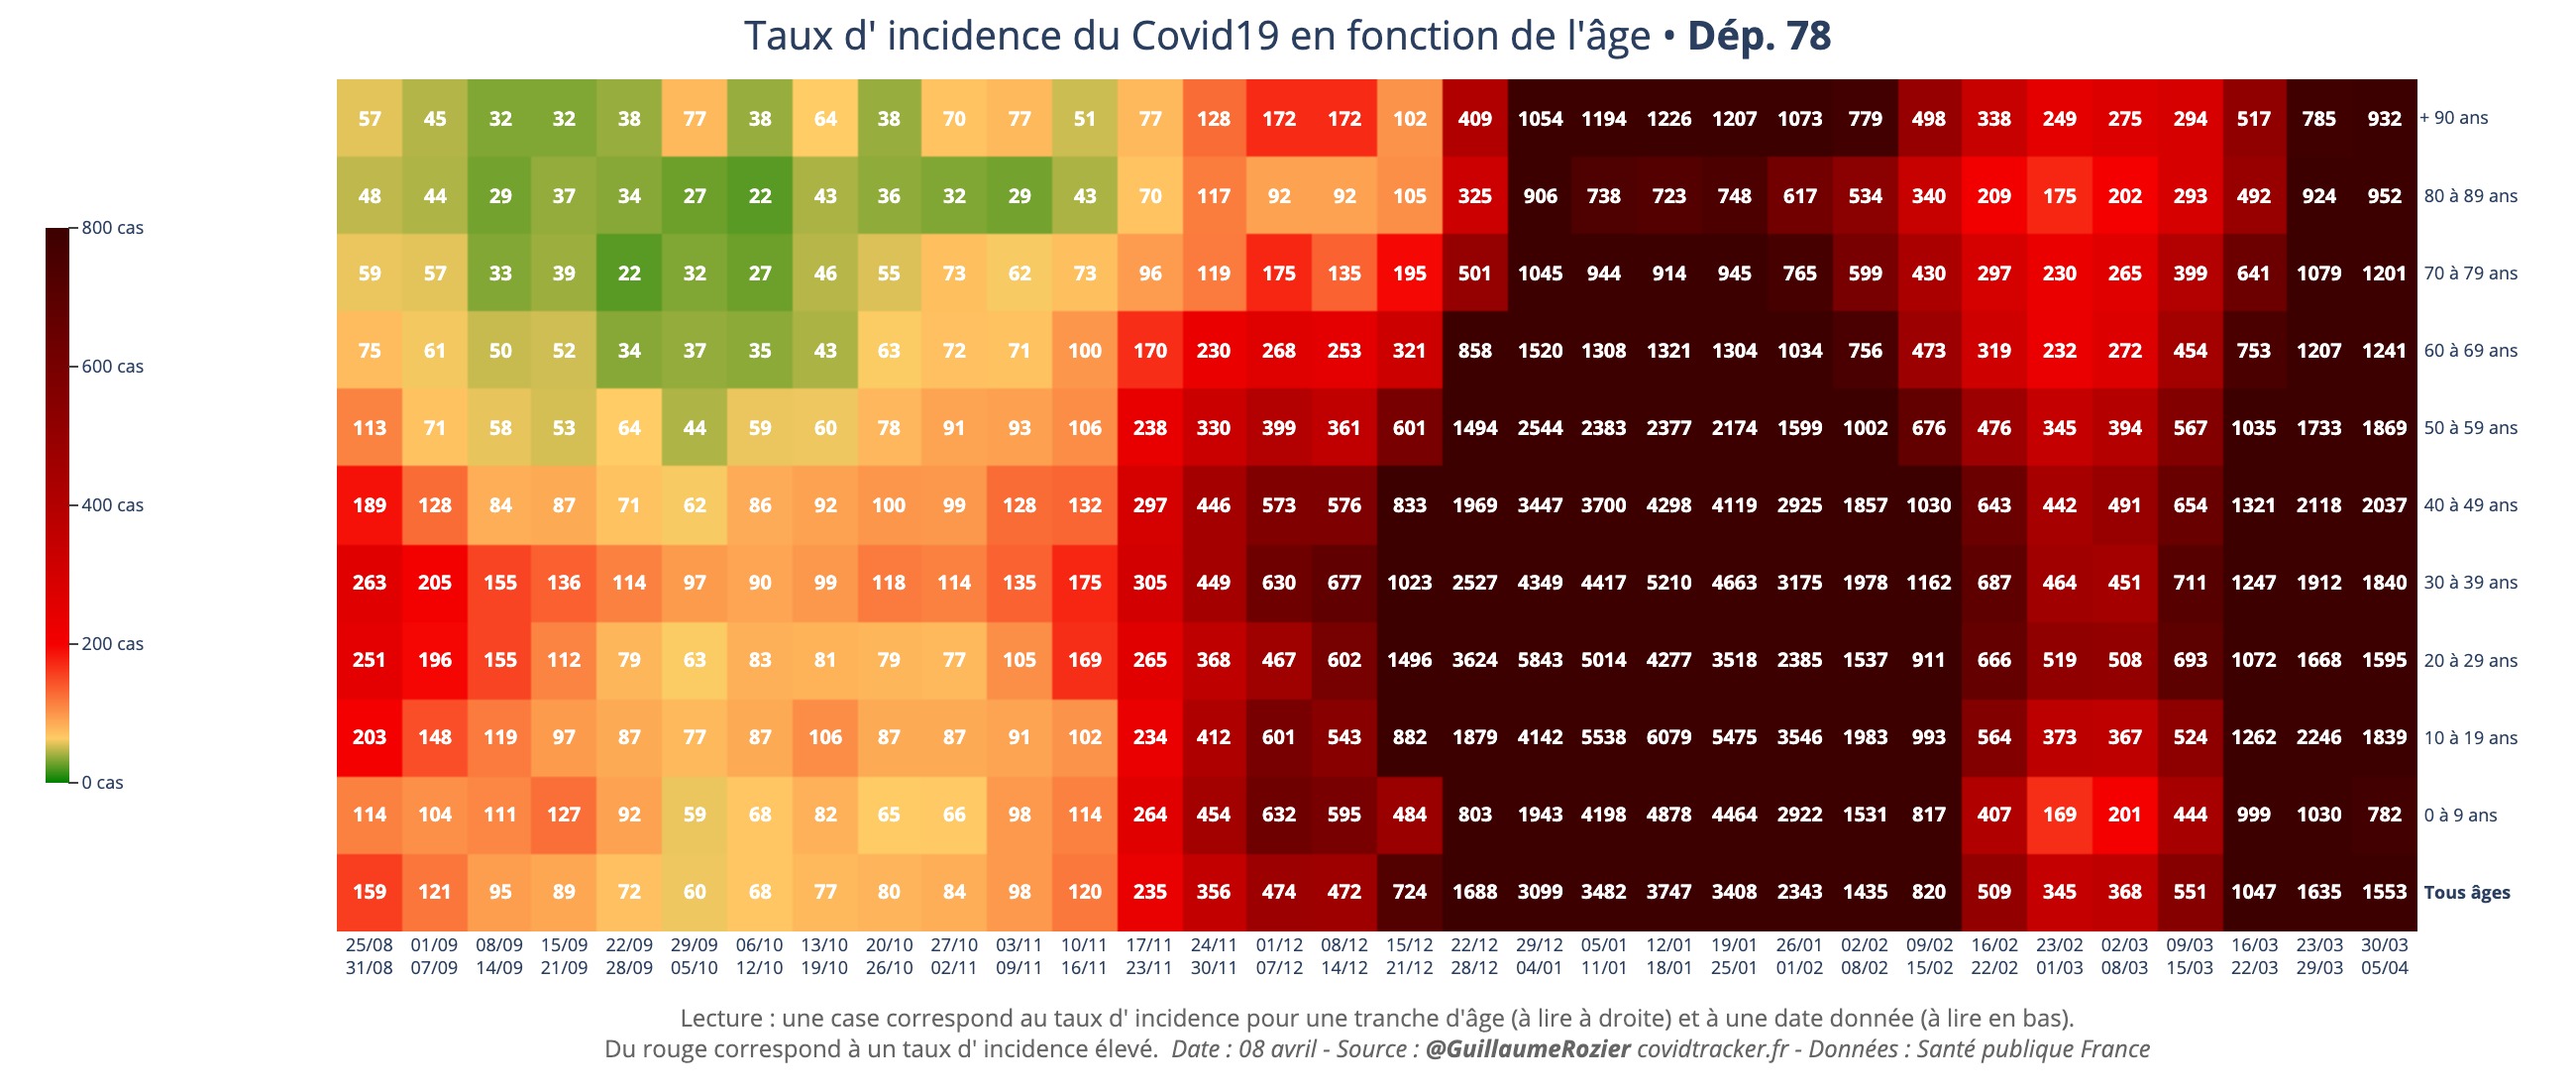 Taux d' incidence du Covid19 en fonction de l'âge • Dép. 78
800 cas
600 cas
400 cas
200 cas
0 cas
57 45 32 32 38 77 38 64 38 70 77 51 77 128 172 172 102 409 1054 1194 1226 1207 1073 779 498 338 249 275 294 517 785 932 + 90 ans
48 44 29 37 34 27 22 43 36 32 29 43 70 117 92 92 105 325 906 738 723 748 617 534 340 209 175 202 293 492 924 952 80 à 89 ans
59 57 33 39 22 32 27 46 55 73 62 73 96 119 175 135 195 501 1045 944 914 945 765 599 430 297 230 265 399 641 1079 1201 70 à 79 ans
75 61 50 52 34 37 35 43 63 72 71 100 170 230 268 253 321 858 1520 1308 1321 1304 1034 756 473 319 232 272 454 753 1207 1241 60 à 69 ans
113 71 58 53 64 44 59 60 78 91 93 106 238 330 399 361 601 1494 2544 2383 2377 2174 1599 1002 676 476 345 394 567 1035 1733 1869 50 à 59 ans
189 128 84 87 71 62 86 92 100 99 128 132 297 446 573 576 833 1969 3447 3700 4298 4119 2925 1857 1030 643 442 491 654 1321 2118 2037 40 à 49 ans
263 205 155 136 114 97 90 99 118 114 135 175 305 449 630 677 1023 2527 4349 4417 5210 4663 3175 1978 1162 687 464 451 711 1247 1912 1840 30 à 39 ans
251 196 155 112 79 63 83 81 79 77 105 169 265 368 467 602 1496 3624 5843 5014 4277 3518 2385 1537 911 666 519 508 693 1072 1668 1595 20 à 29 ans
203 148 119 97 87 77 87 106 87 87 91 102 234 412 601 543 882 1879 4142 5538 6079 5475 3546 1983 993 564 373 367 524 1262 2246 1839 10 à 19 ans
114 104 111 127 92 59 68 82 65 66 98 114 264 454 632 595 484 803 1943 4198 4878 4464 2922 1531 817 407 169 201 444 999 1030 782 0 à 9 ans
159 121 95 89 72 60 68 77 80 84 98 120 235 356 474 472 724 1688 3099 3482 3747 3408 2343 1435 820 509 345 368 551 1047 1635 1553 Tous âges
25/08 01/09 08/09 15/09 22/09 29/09 06/10 13/10 20/10 27/10 03/11 10/11 17/11 24/11 01/12 08/12 15/12 22/12 29/12 05/01 12/01 19/01 26/01 02/02 09/02 16/02 23/02 02/03 09/03 16/03 23/03 30/03
31/08 07/09 14/09 21/09 28/09 05/10 12/10 19/10 26/10 02/11 09/11 16/11 23/11 30/11 07/12 14/12 21/12 28/12 04/01 11/01 18/01 25/01 01/02 08/02 15/02 22/02 01/03 08/03 15/03 22/03 29/03 05/04
Lecture : une case correspond au taux d' incidence pour une tranche d'âge (à lire à droite) et à une date donnée (à lire en bas).
Du rouge correspond à un taux d' incidence élevé. Date : 08 avril - Source : @GuillaumeRozier covidtracker.fr - Données : Santé publique France